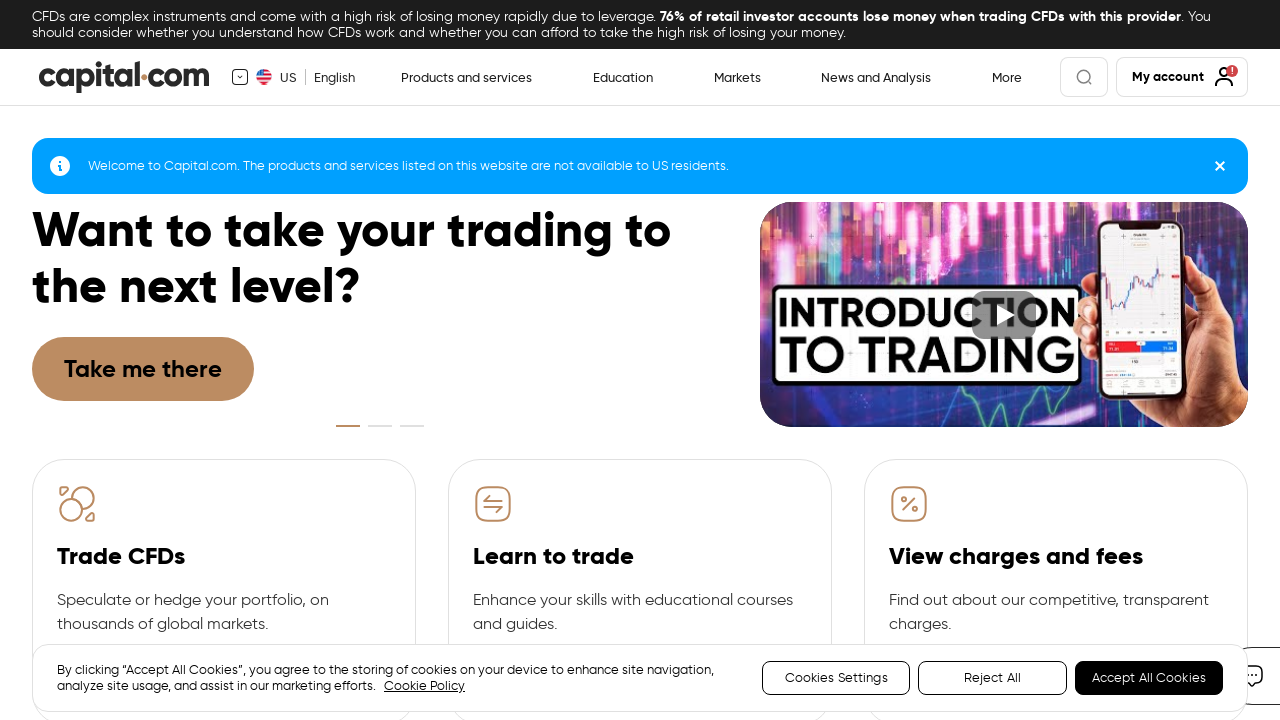 CFDs are complex instruments and come with a high risk of losing money rapidly due to leverage. 76% of retail investor accounts lose money when trading CFDs with this provider. You
should consider whether you understand how CFDs work and whether you can afford to take the high risk of losing your money.
capital.com
US
English
Products and services
Education
Markets
News and Analysis
More
My account
Welcome to Capital.com. The products and services listed on this website are not available to US residents.
Want to take your trading to
the next level?
Take me there
INTRODUCTION
TO TRADING
Trade CFDs
Speculate or hedge your portfolio, on
thousands of global markets.
Learn to trade
Enhance your skills with educational courses
and guides.
View charges and fees
Find out about our competitive, transparent
charges.
By clicking “Accept All Cookies”, you agree to the storing of cookies on your device to enhance site navigation,
analyze site usage, and assist in our marketing efforts. Cookie Policy
Cookies Settings
Reject All
Accept All Cookies